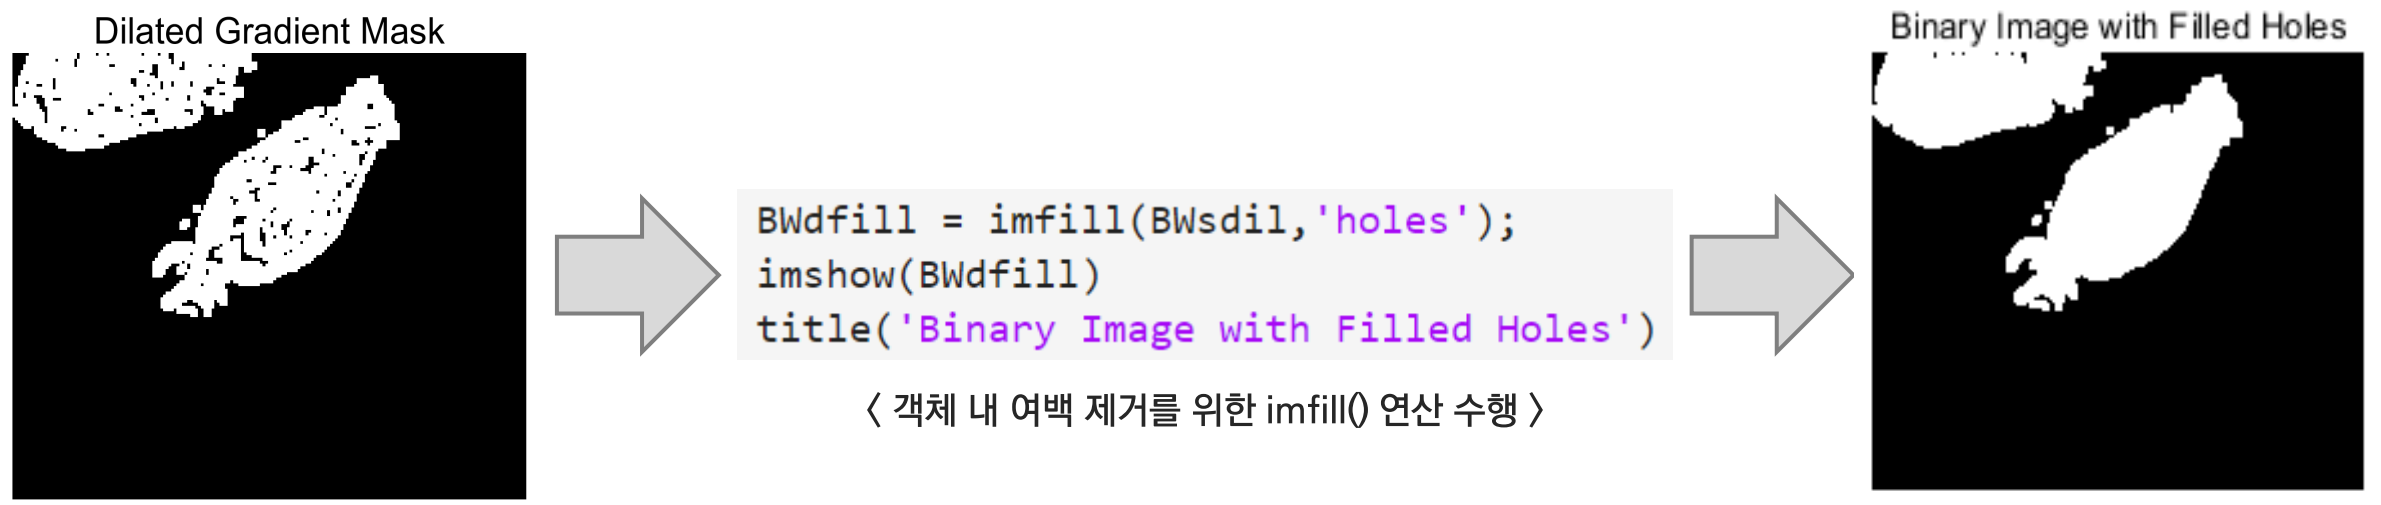 Dilated Gradient Mask
BWdfill = imfill(BWsdil,'holes');
imshow(BWdfill)
title('Binary Image with Filled Holes')
〈 객체 내 여백 제거를 위한 imfill() 연산 수행 〉
Binary Image with Filled Holes